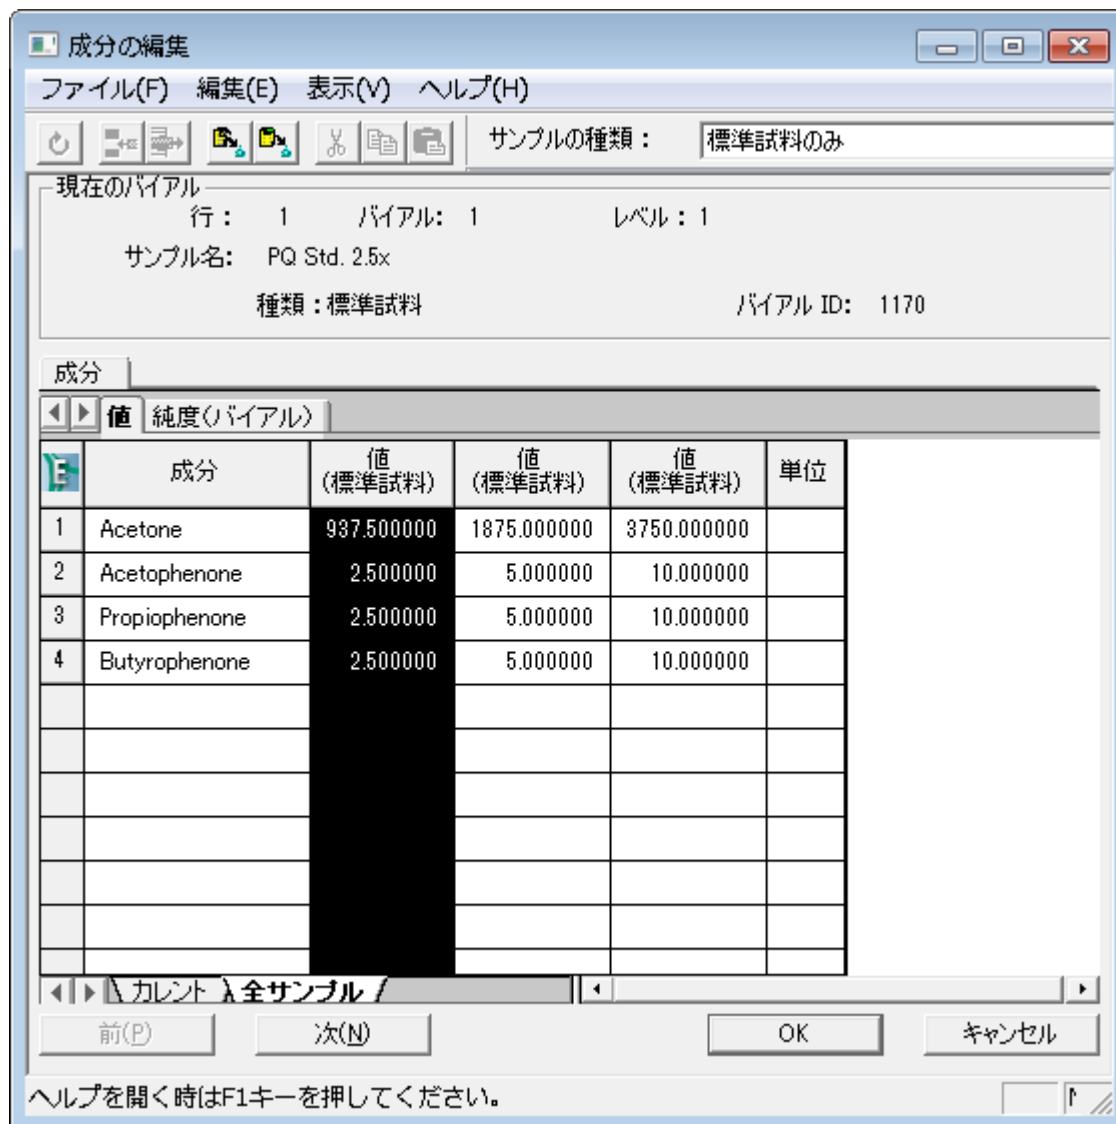 成分の編集
ファイル(F) 編集(E) 表示(V) ヘルプ(H)
サンプルの種類： 標準試料のみ
現在のバイアル
行： 1 バイアル： 1 レベル：1
サンプル名： PQ Std. 2.5x
種類：標準試料 バイアル ID： 1170
成分
値 純度(バイアル)
成分 値(標準試料) 値(標準試料) 値(標準試料) 単位
1 Acetone 937.500000 1875.000000 3750.000000
2 Acetophenone 2.500000 5.000000 10.000000
3 Propiophenone 2.500000 5.000000 10.000000
4 Butyrophenone 2.500000 5.000000 10.000000
カレント 全サンプル
前(P) 次(N) OK キャンセル
ヘルプを開く時はF1キーを押してください。